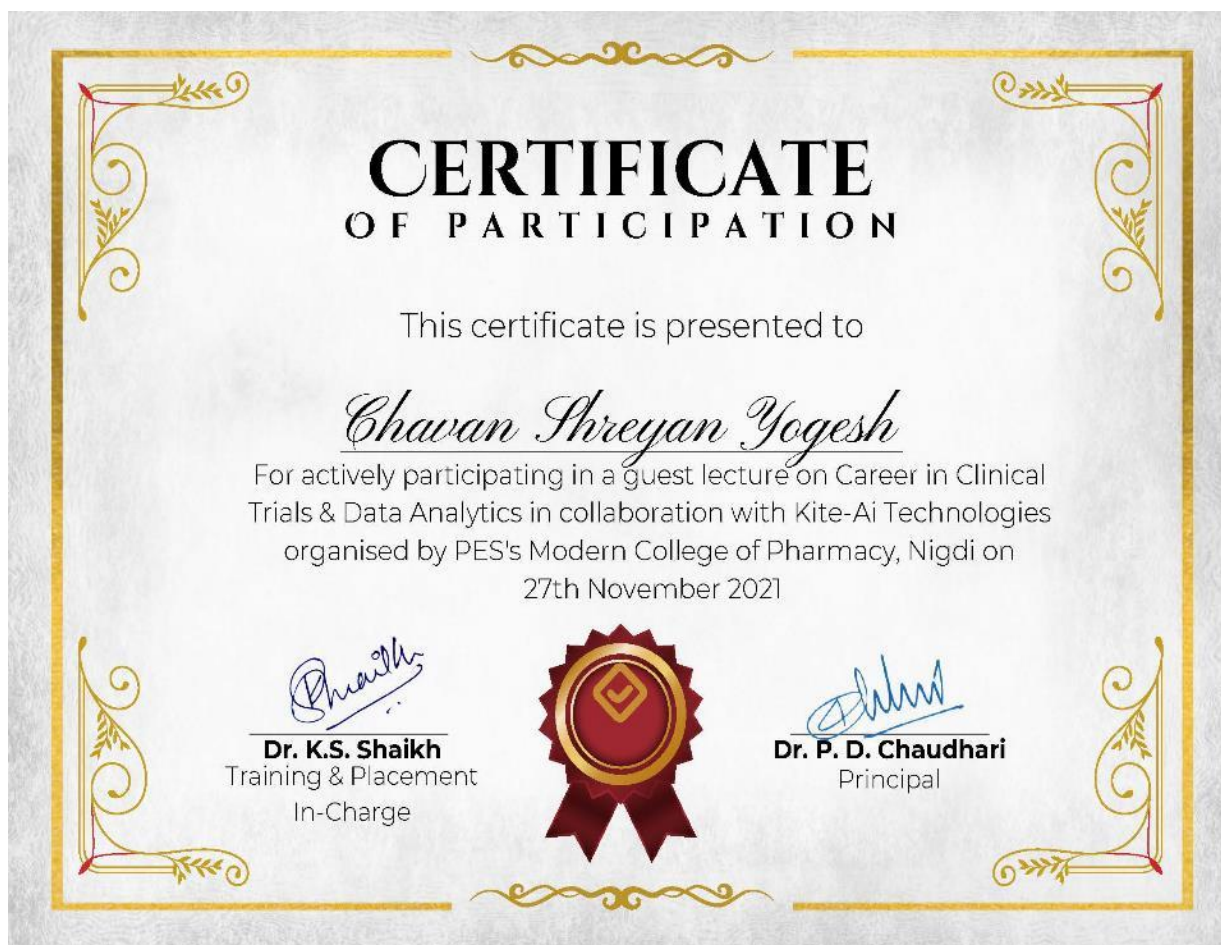 CERTIFICATE
OF PARTICIPATION
This certificate is presented to
Chavan Shreyan Yogesh
For actively participating in a guest lecture on Career in Clinical
Trials & Data Analytics in collaboration with Kite-Ai Technologies
organised by PES's Modern College of Pharmacy, Nigdi on
27th November 2021
Dr. K.S. Shaikh
Training & Placement
In-Charge
Dr. P. D. Chaudhari
Principal